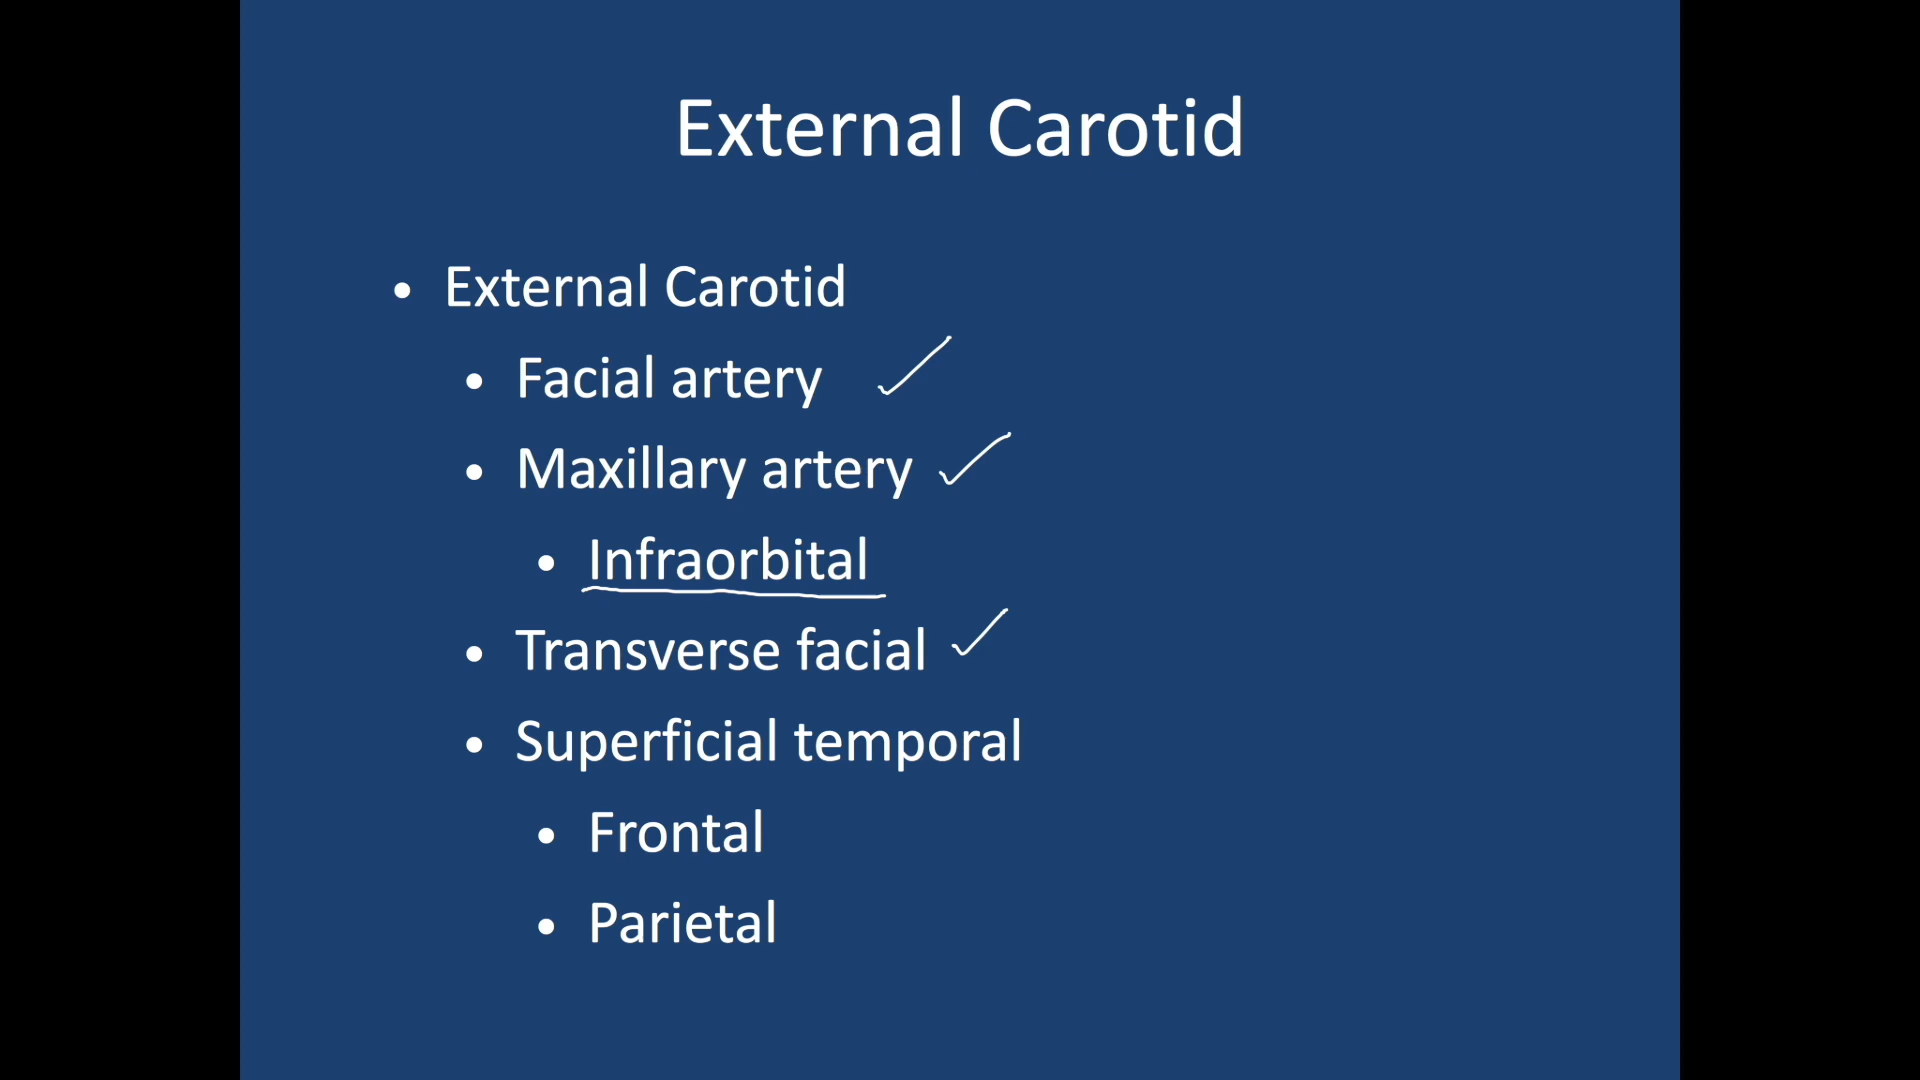 External Carotid
• External Carotid
• Facial artery
• Maxillary artery
• Infraorbital
• Transverse facial
• Superficial temporal
• Frontal
• Parietal